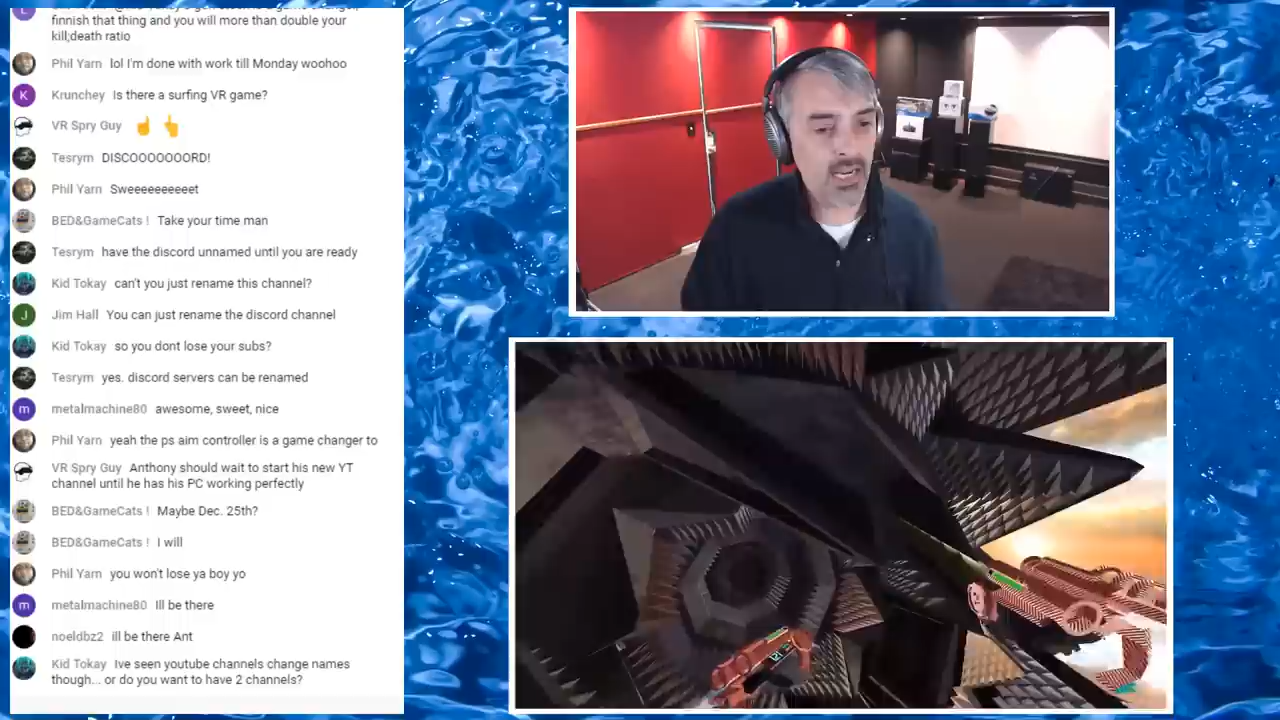 finnish that thing and you will more than double your
kill;death ratio
Phil Yarn lol I'm done with work till Monday woohoo
K Krunchey Is there a surfing VR game?
VR Spry Guy ☝️ 👆
Tesrym DISCOOOOOOORD!
Phil Yarn Sweeeeeeeeeet
BED&GameCats ! Take your time man
Tesrym have the discord unnamed until you are ready
Kid Tokay can't you just rename this channel?
J Jim Hall You can just rename the discord channel
Kid Tokay so you dont lose your subs?
Tesrym yes. discord servers can be renamed
m metalmachine80 awesome, sweet, nice
Phil Yarn yeah the ps aim controller is a game changer to
VR Spry Guy Anthony should wait to start his new YT
channel until he has his PC working perfectly
BED&GameCats ! Maybe Dec. 25th?
BED&GameCats ! I will
Phil Yarn you won't lose ya boy yo
m metalmachine80 Ill be there
noeldbz2 ill be there Ant
Kid Tokay Ive seen youtube channels change names
though... or do you want to have 2 channels?